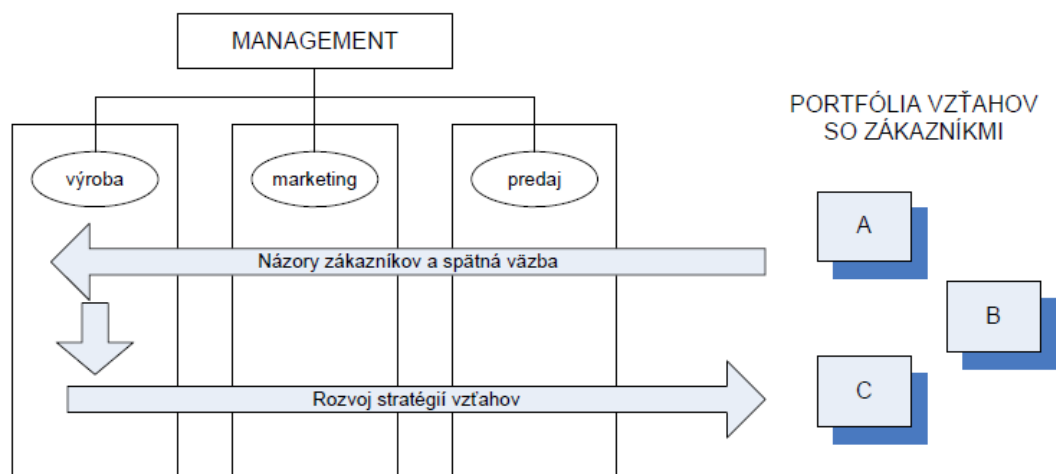 MANAGEMENT
PORTFÓLIA VZŤAHOV
SO ZÁKAZNÍKMI
výroba
marketing
predaj
A
Názory zákazníkov a spätná väzba
B
Rozvoj stratégií vzťahov
C